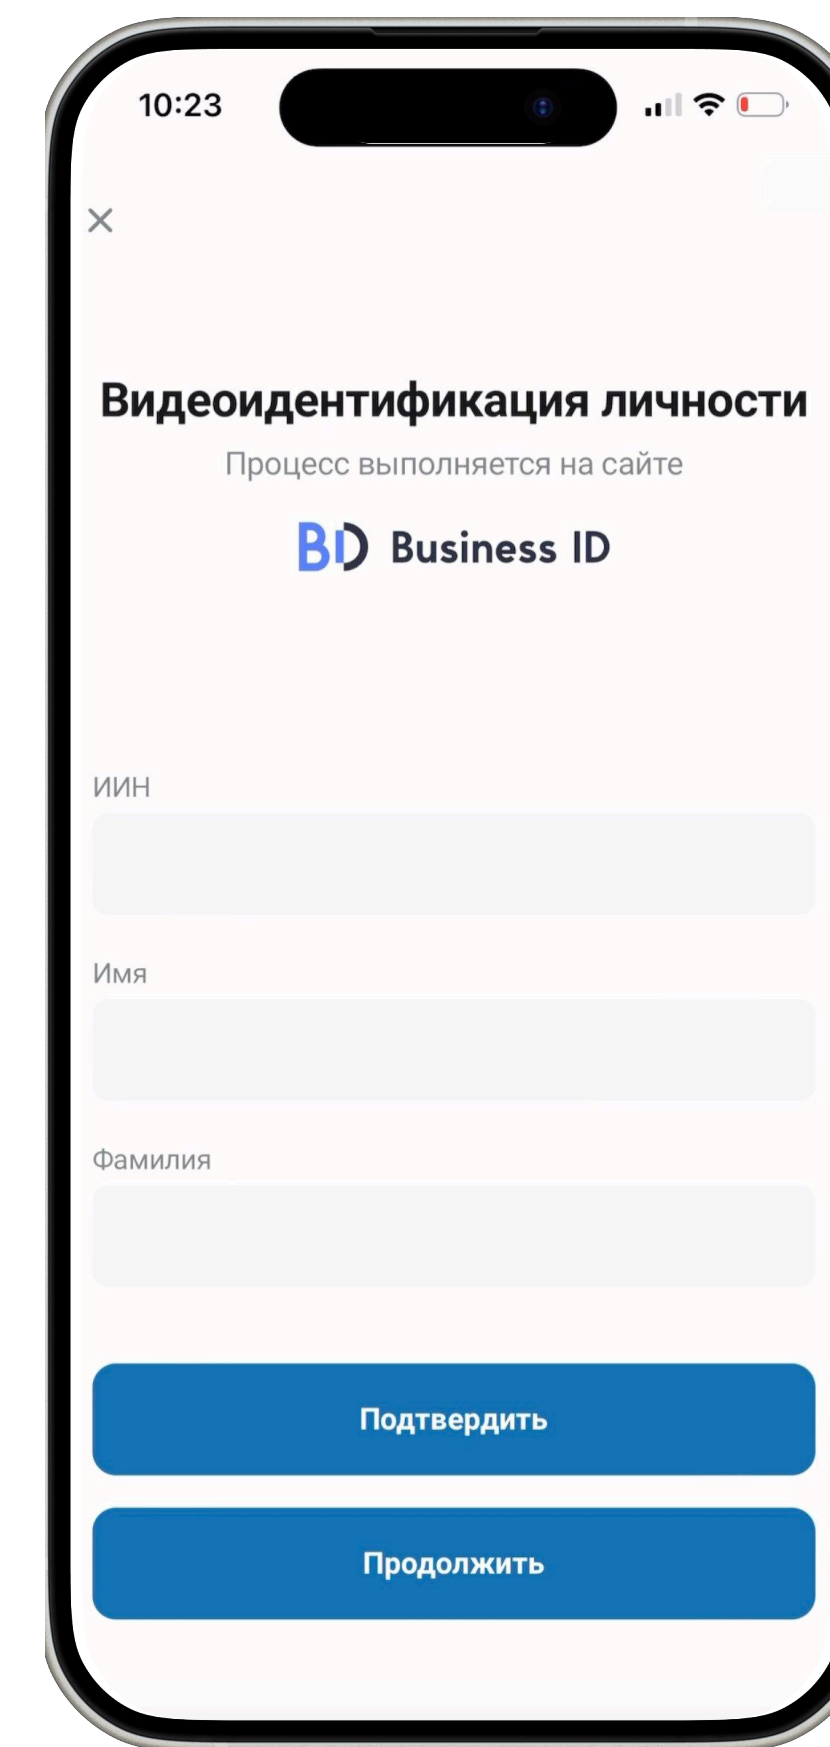 10:23
Видеоидентификация личности
Процесс выполняется на сайте
BD Business ID
ИИН
Имя
Фамилия
Подтвердить
Продолжить